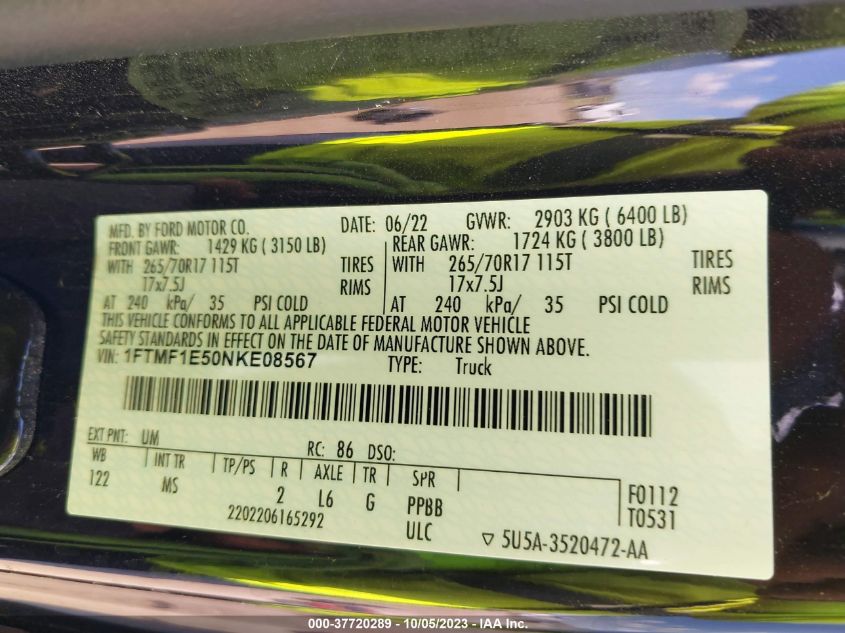 MFD. BY FORD MOTOR CO. DATE: 06/22 GVWR: 2903 KG ( 6400 LB)
FRONT GAWR: 1429 KG ( 3150 LB) REAR GAWR: 1724 KG ( 3800 LB)
WITH 265/70R17 115T TIRES WITH 265/70R17 115T TIRES
17x7.5J RIMS 17x7.5J RIMS
AT 240 kPa/ 35 PSI COLD AT 240 kPa/ 35 PSI COLD
THIS VEHICLE CONFORMS TO ALL APPLICABLE FEDERAL MOTOR VEHICLE
SAFETY STANDARDS IN EFFECT ON THE DATE OF MANUFACTURE SHOWN ABOVE.
VIN: 1FTMF1E50NKE08567 TYPE: Truck
EXT PNT: UM RC: 86 DSO:
WB INT TR TP/PS R AXLE TR SPR
122 MS 2 L6 G PPBB F0112
2202206165292 ULC T0531
▽ 5U5A-3520472-AA
000-37720289 - 10/05/2023 - IAA Inc.